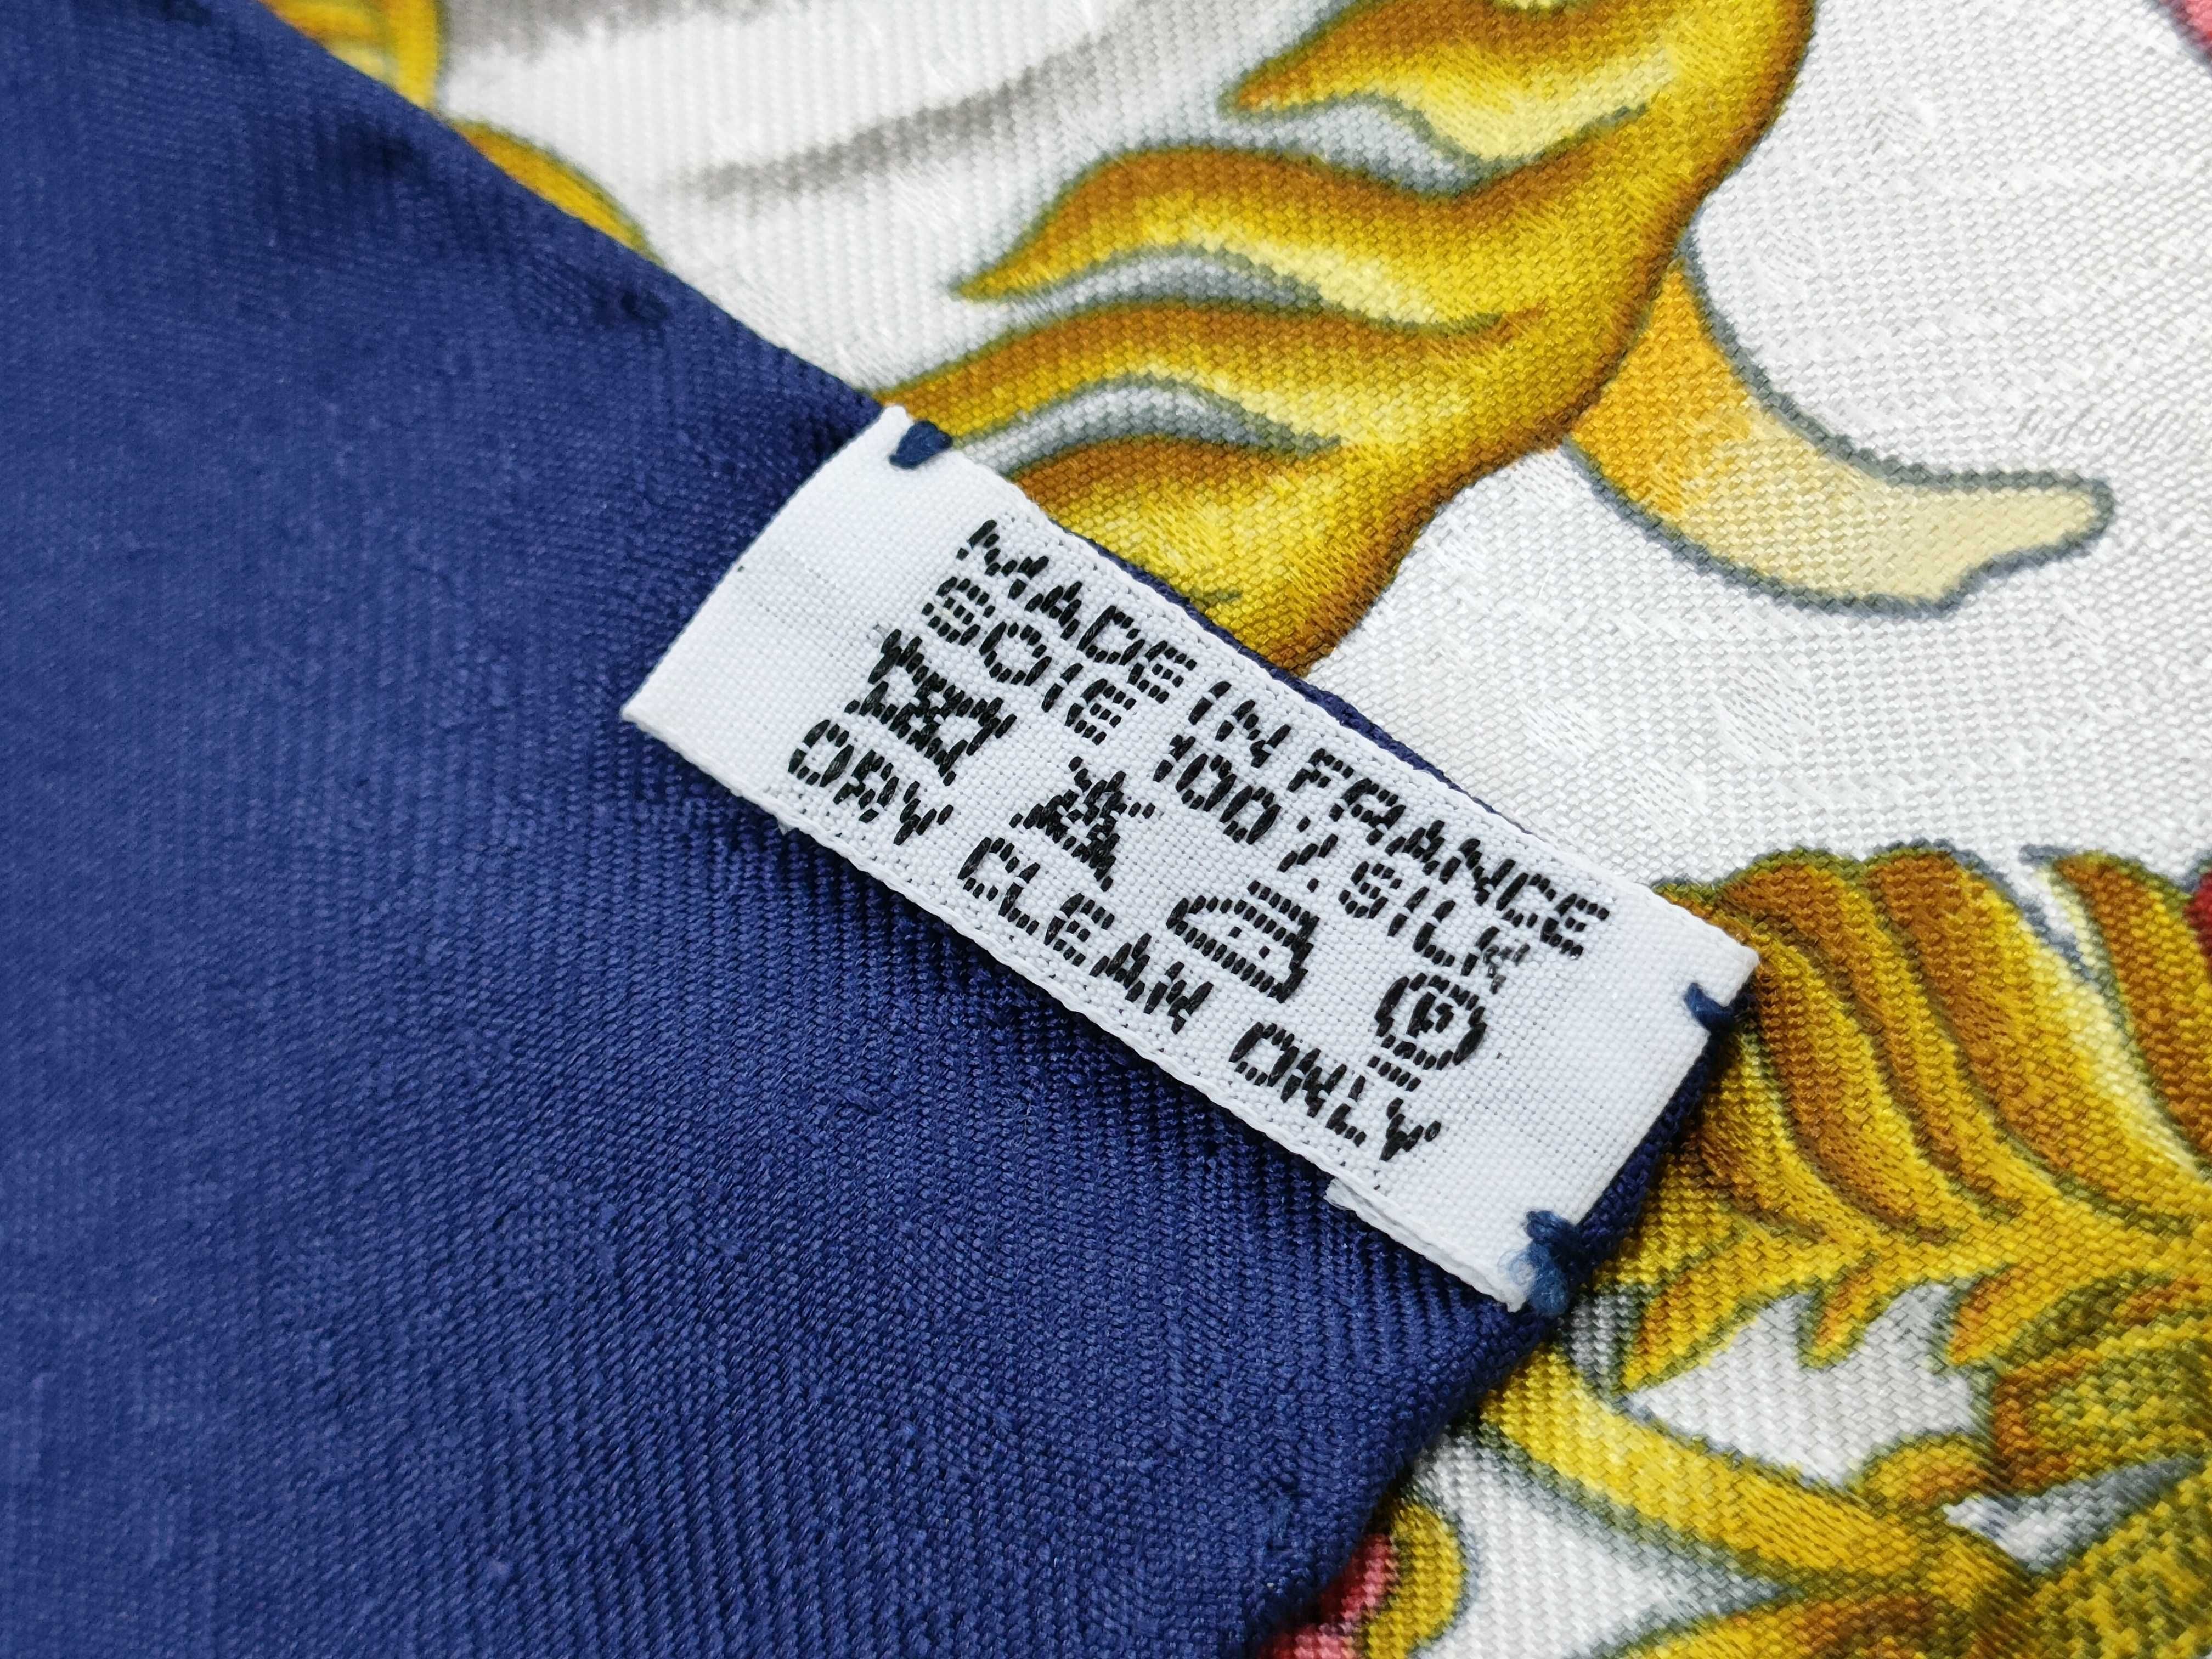 MADE IN FRANCE
SOIE 100% SILK
P
DRY CLEAN ONLY